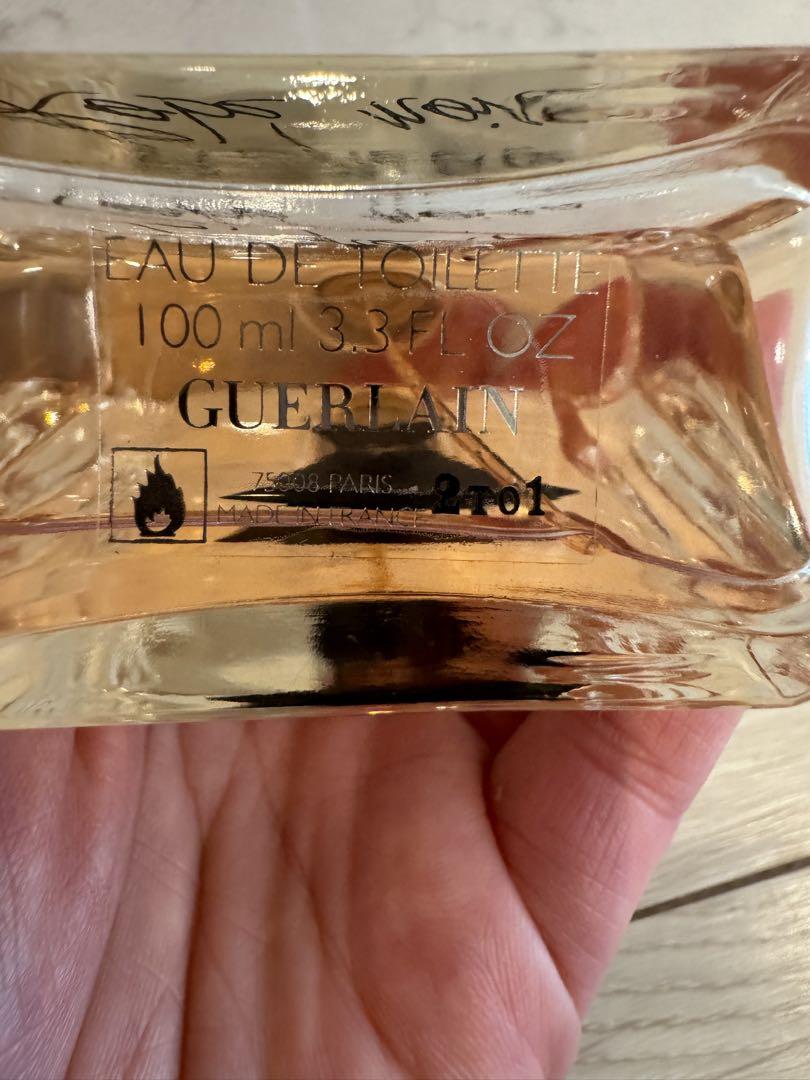 EAU DE TOILETTE
100 ml 3.3 FL OZ
GUERLAIN
75008 PARIS
MADE IN FRANCE 2T01